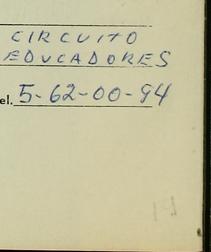 CIRCUITO
EDUCADORES
el. 5-62-00-94